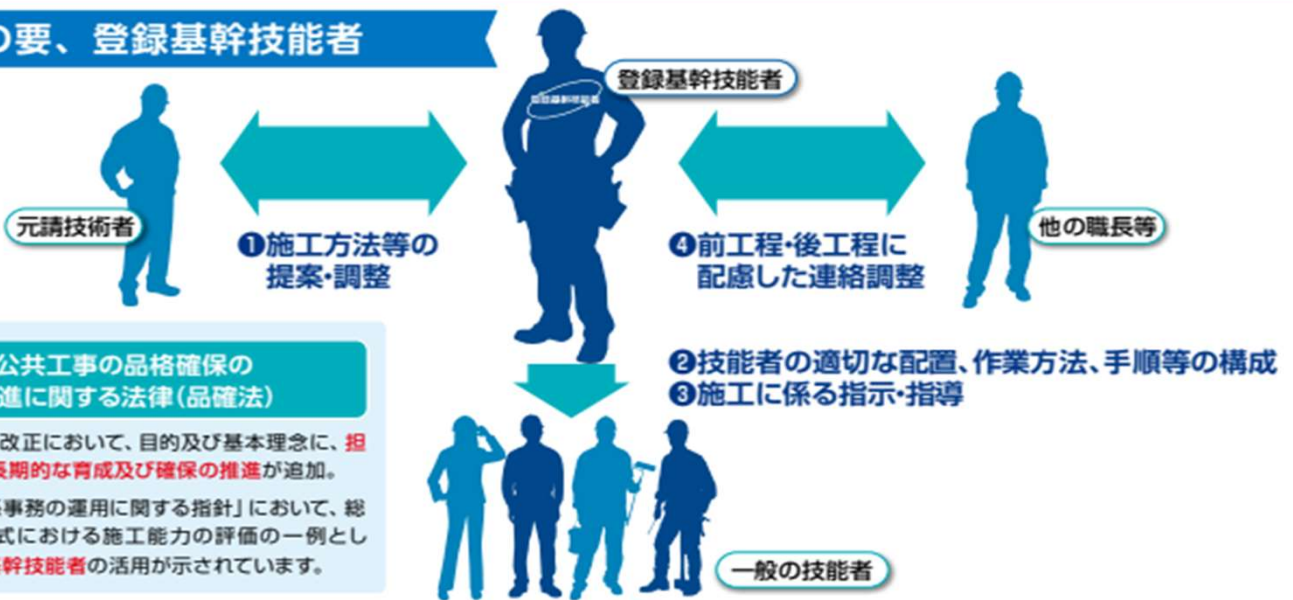 の要、登録基幹技能者
登録基幹技能者
元請技術者
❶施工方法等の
提案・調整
❹前工程・後工程に
配慮した連絡調整
他の職長等
❷技能者の適切な配置、作業方法、手順等の構成
❸施工に係る指示・指導
公共工事の品格確保の
進に関する法律（品確法）
改正において、目的及び基本理念に、担
長期的な育成及び確保の推進が追加。
事務の運用に関する指針」において、総
式における施工能力の評価の一例とし
幹技能者の活用が示されています。
一般の技能者